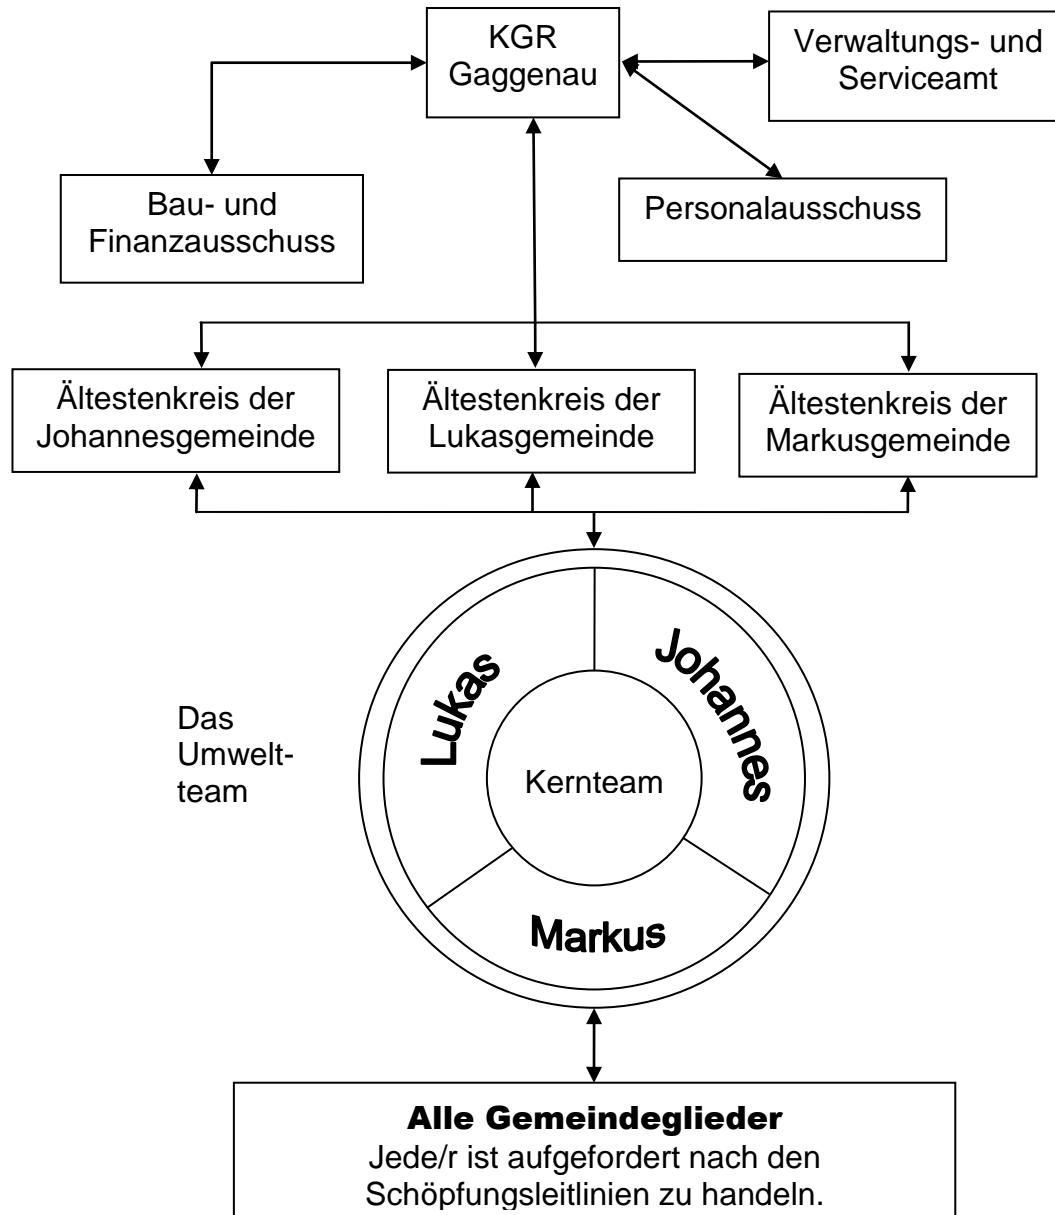 KGR
Gaggenau
Verwaltungs- und
Serviceamt
Bau- und
Finanzausschuss
Personalausschuss
Ältestenkreis der
Johannesgemeinde
Ältestenkreis der
Lukasgemeinde
Ältestenkreis der
Markusgemeinde
Das
Umwelt-
team
Lukas
Johannes
Kernteam
Markus
Alle Gemeindeglieder
Jede/r ist aufgefordert nach den
Schöpfungsleitlinien zu handeln.